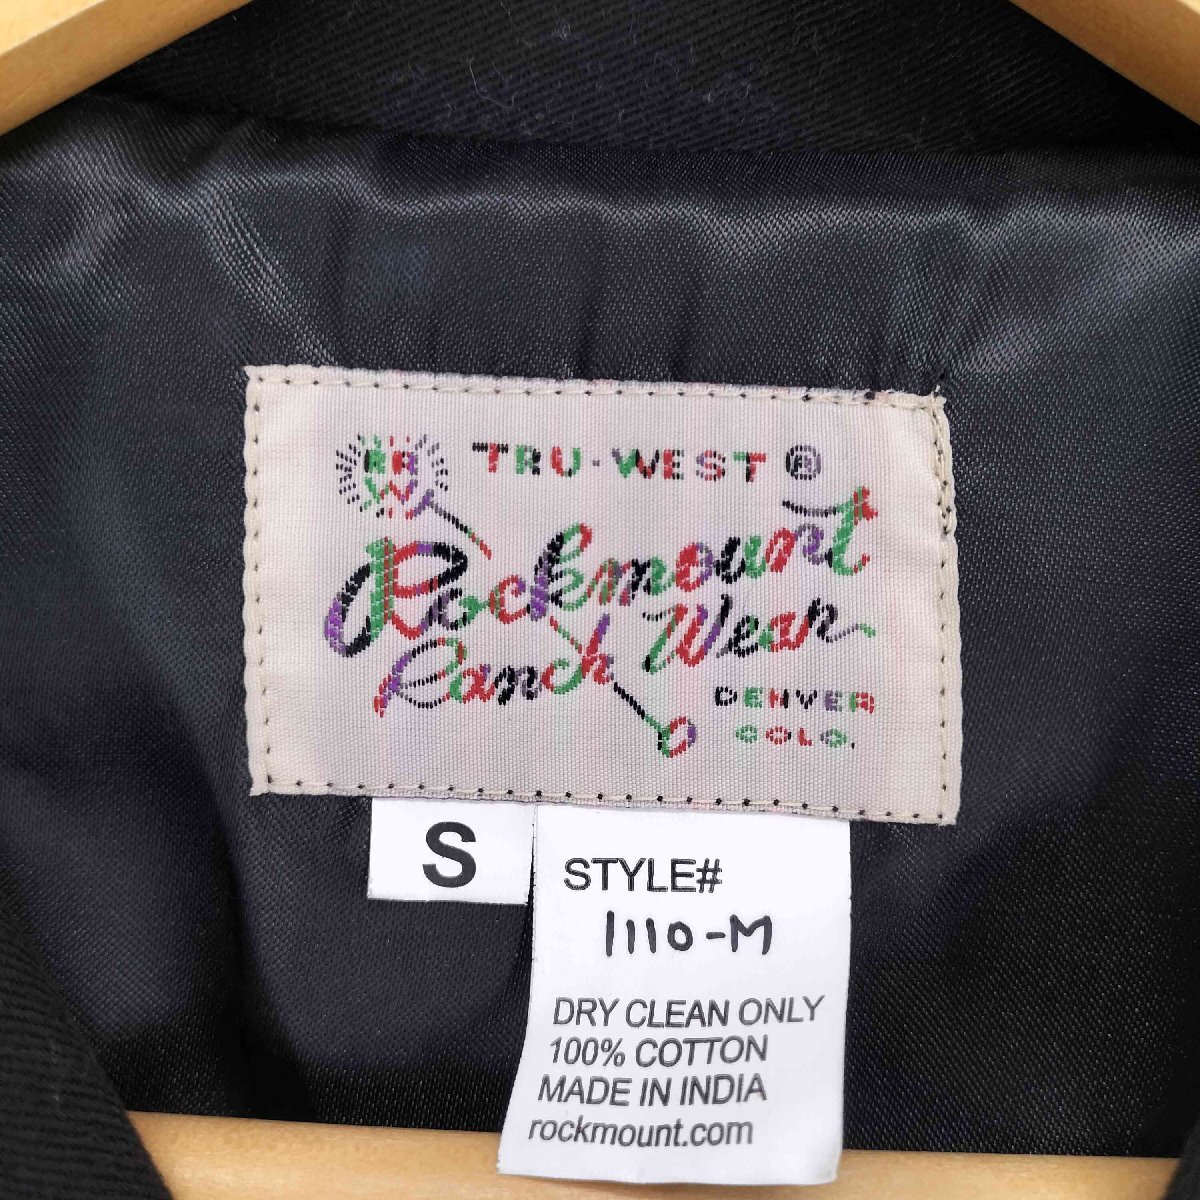 RR
W
TRU-WEST ®
Rockmount
Ranch Wear
DENVER
COLO.
S
STYLE#
1110-M
DRY CLEAN ONLY
100% COTTON
MADE IN INDIA
rockmount.com